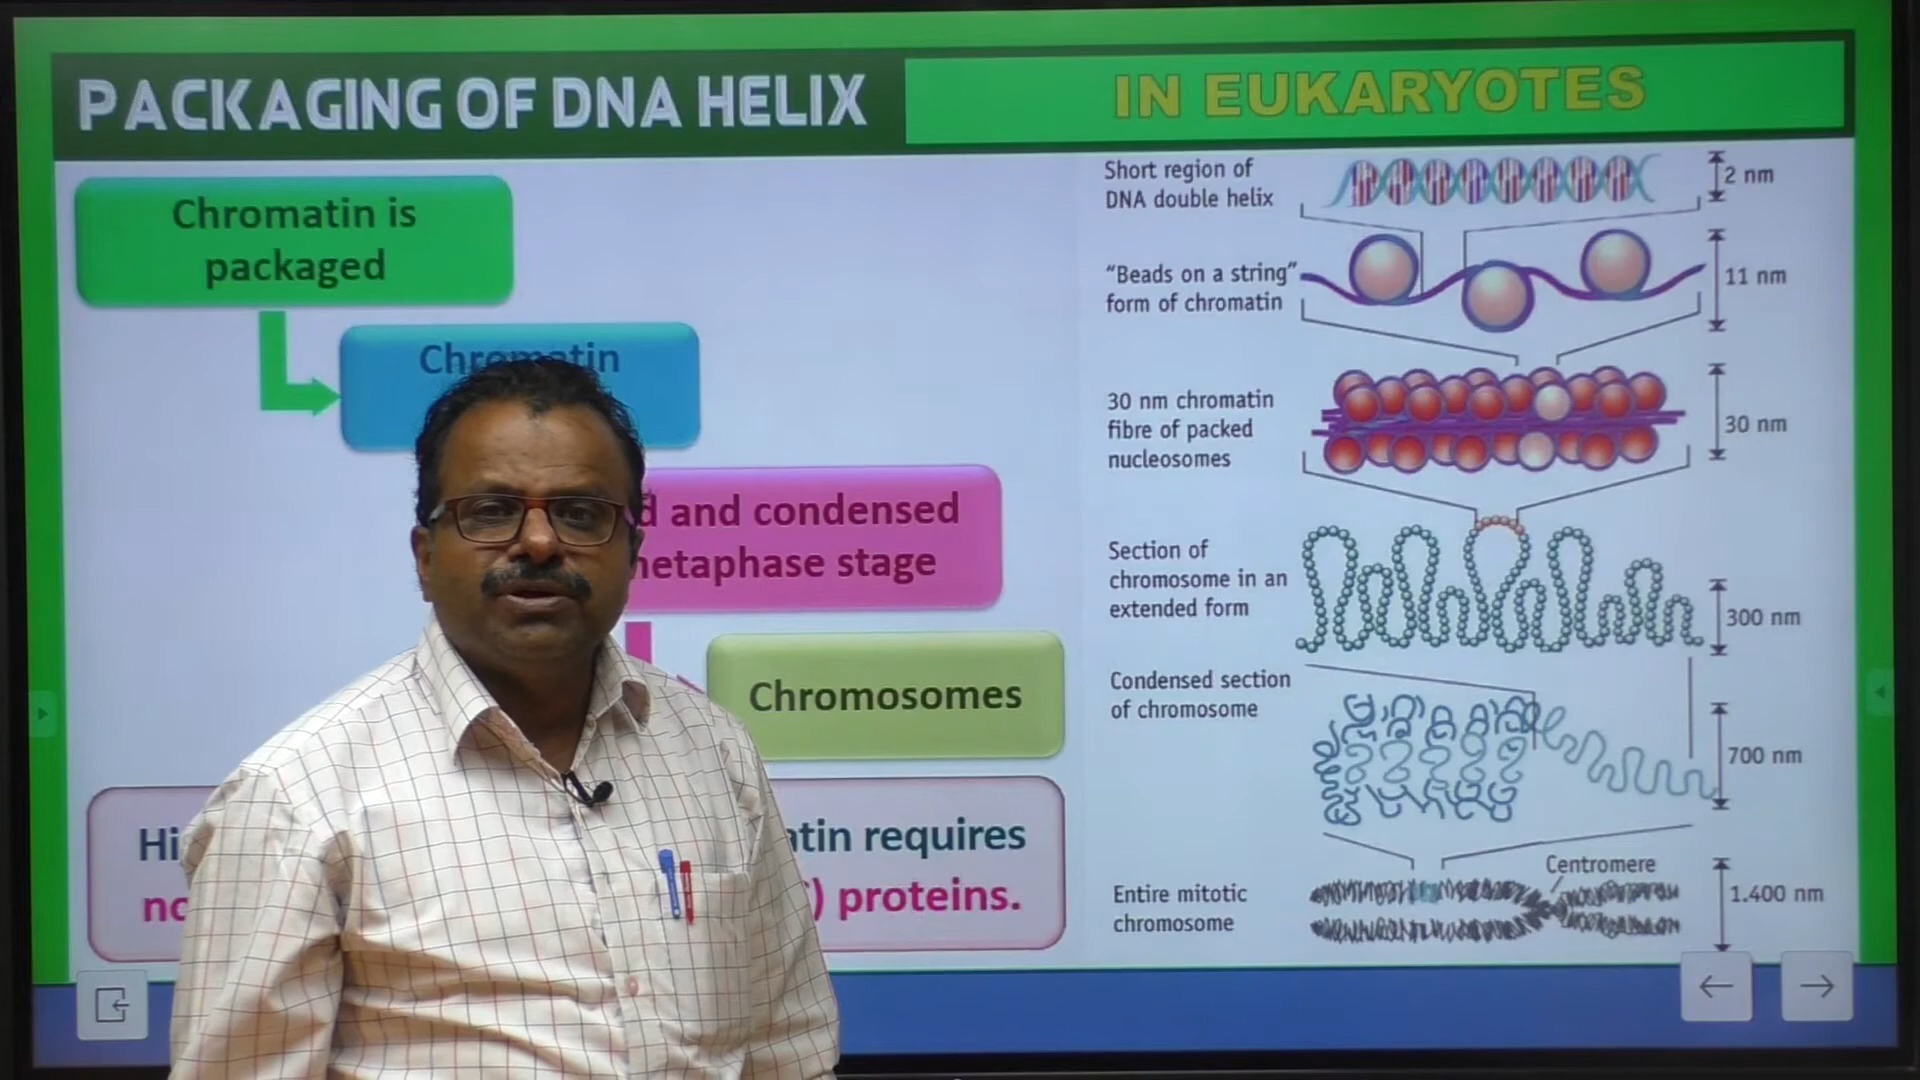 PACKAGING OF DNA HELIX
IN EUKARYOTES
Chromatin is
packaged
Chromatin
and condensed
metaphase stage
Chromosomes
requires
proteins.
Short region of
DNA double helix
2 nm
“Beads on a string”
form of chromatin
11 nm
30 nm chromatin
fibre of packed
nucleosomes
30 nm
Section of
chromosome in an
extended form
300 nm
Condensed section
of chromosome
700 nm
Centromere
Entire mitotic
chromosome
1.400 nm